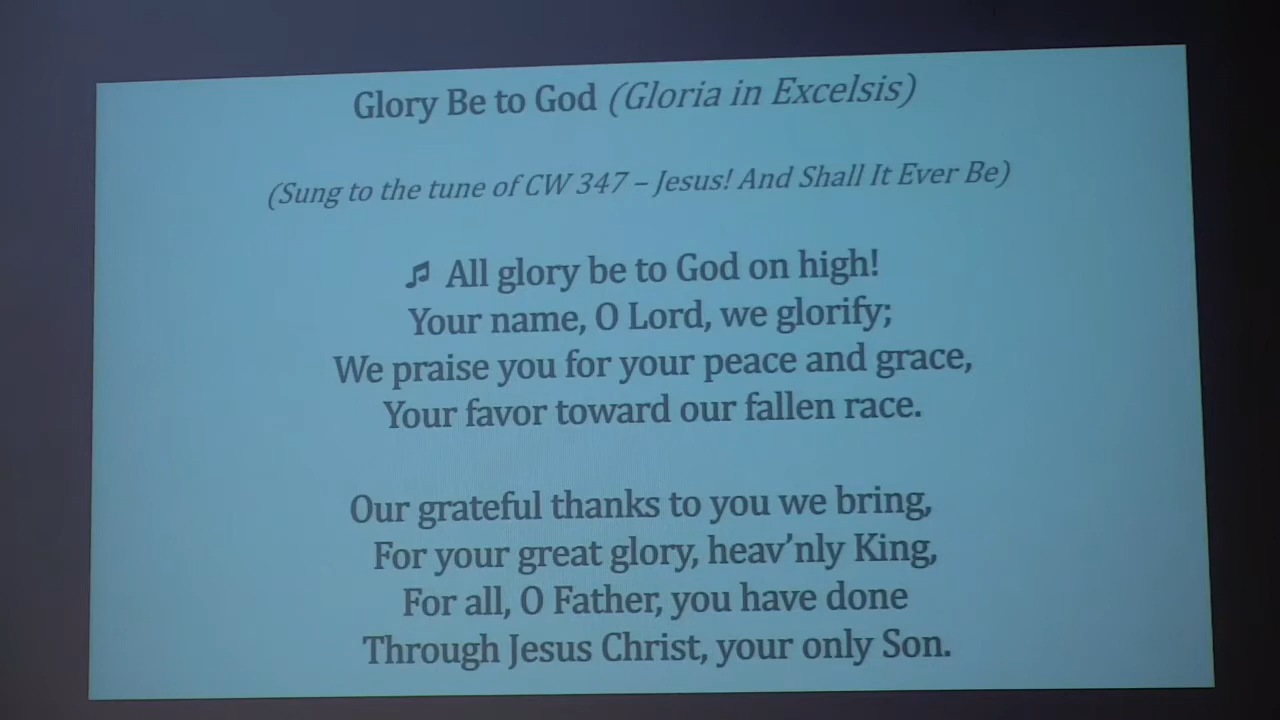 Glory Be to God (Gloria in Excelsis)
(Sung to the tune of CW 347 – Jesus! And Shall It Ever Be)
♫ All glory be to God on high!
Your name, O Lord, we glorify;
We praise you for your peace and grace,
Your favor toward our fallen race.
Our grateful thanks to you we bring,
For your great glory, heav’nly King,
For all, O Father, you have done
Through Jesus Christ, your only Son.